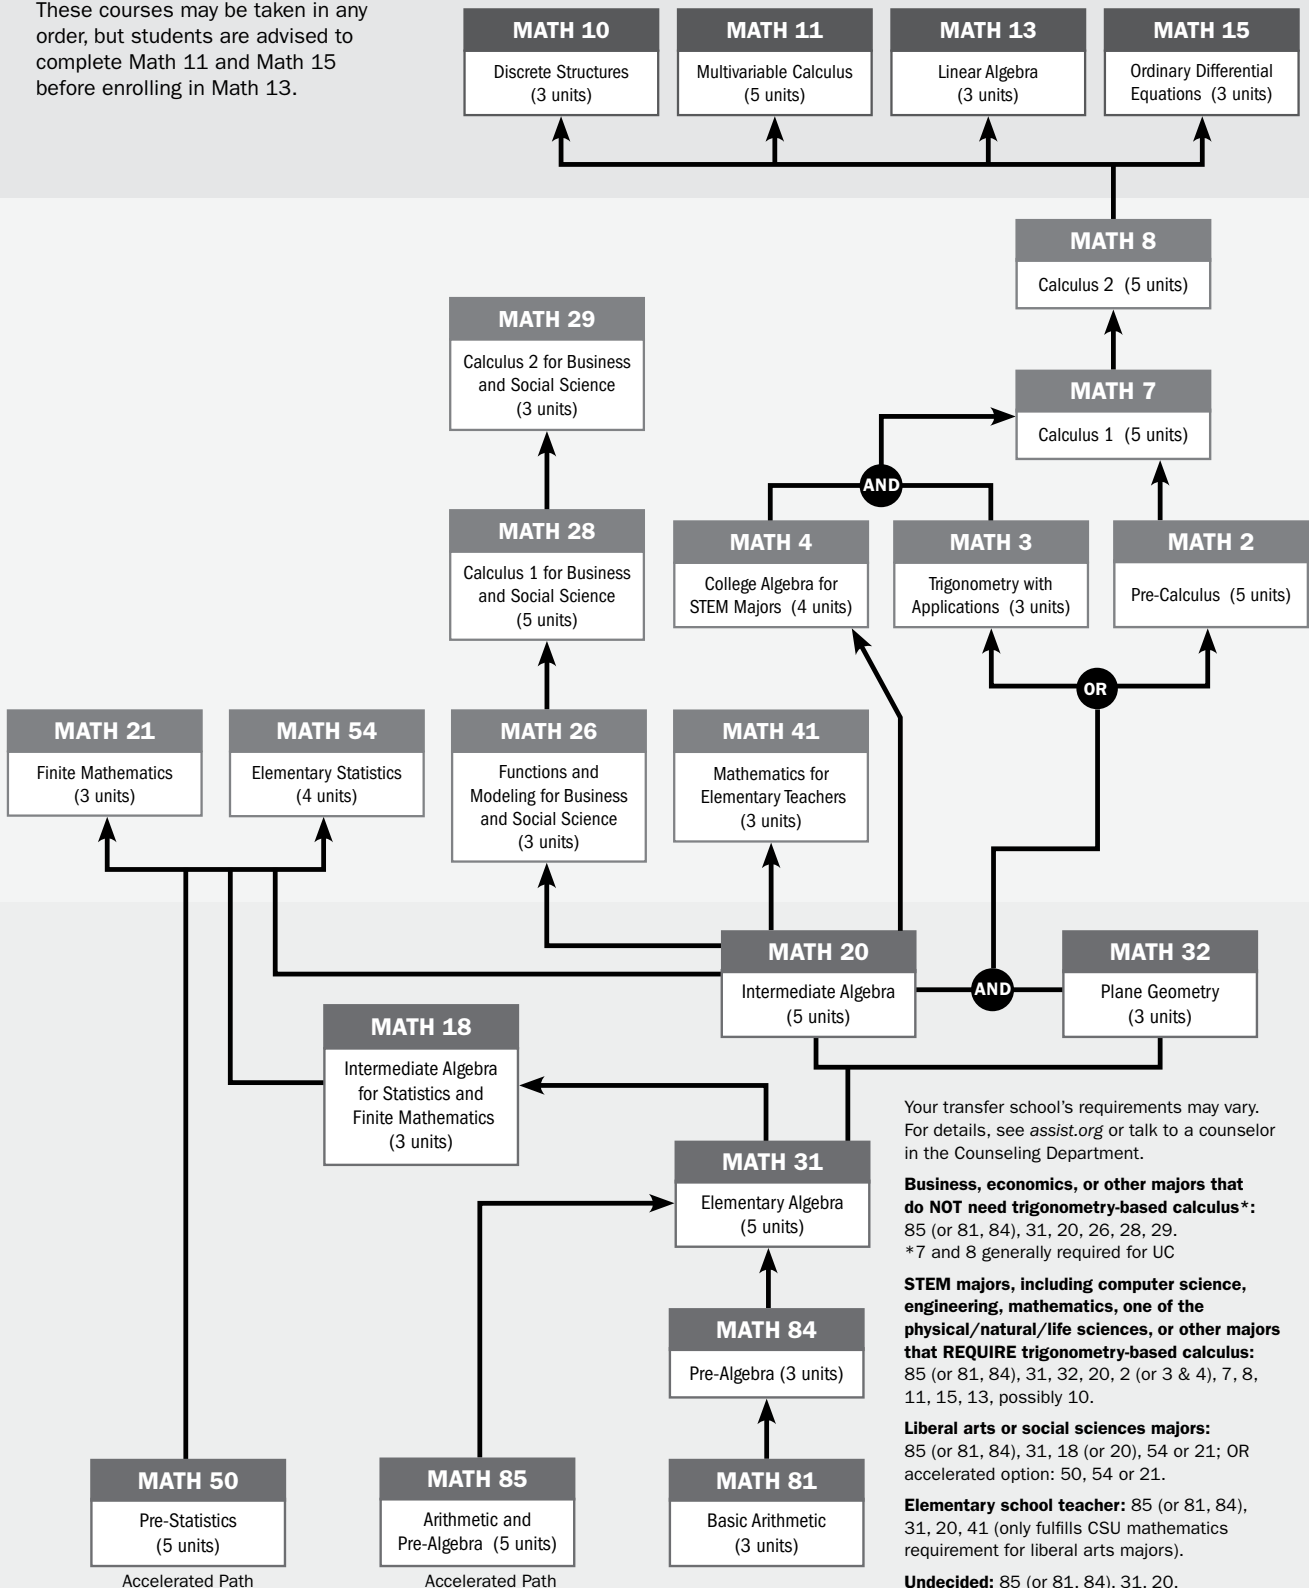 These courses may be taken in any
order, but students are advised to
complete Math 11 and Math 15
before enrolling in Math 13.
MATH 10
Discrete Structures
(3 units)
MATH 11
Multivariable Calculus
(5 units)
MATH 13
Linear Algebra
(3 units)
MATH 15
Ordinary Differential
Equations (3 units)
MATH 8
Calculus 2 (5 units)
MATH 29
Calculus 2 for Business
and Social Science
(3 units)
MATH 7
Calculus 1 (5 units)
AND
MATH 28
Calculus 1 for Business
and Social Science
(5 units)
MATH 4
College Algebra for
STEM Majors (4 units)
MATH 3
Trigonometry with
Applications (3 units)
MATH 2
Pre-Calculus (5 units)
OR
MATH 21
Finite Mathematics
(3 units)
MATH 54
Elementary Statistics
(4 units)
MATH 26
Functions and
Modeling for Business
and Social Science
(3 units)
MATH 41
Mathematics for
Elementary Teachers
(3 units)
MATH 20
Intermediate Algebra
(5 units)
AND
MATH 32
Plane Geometry
(3 units)
MATH 18
Intermediate Algebra
for Statistics and
Finite Mathematics
(3 units)
MATH 31
Elementary Algebra
(5 units)
MATH 84
Pre-Algebra (3 units)
MATH 50
Pre-Statistics
(5 units)
Accelerated Path
MATH 85
Arithmetic and
Pre-Algebra (5 units)
Accelerated Path
MATH 81
Basic Arithmetic
(3 units)
Your transfer school's requirements may vary.
For details, see assist.org or talk to a counselor
in the Counseling Department.
Business, economics, or other majors that
do NOT need trigonometry-based calculus*:
85 (or 81, 84), 31, 20, 26, 28, 29.
*7 and 8 generally required for UC
STEM majors, including computer science,
engineering, mathematics, one of the
physical/natural/life sciences, or other majors
that REQUIRE trigonometry-based calculus:
85 (or 81, 84), 31, 32, 20, 2 (or 3 & 4), 7, 8,
11, 15, 13, possibly 10.
Liberal arts or social sciences majors:
85 (or 81, 84), 31, 18 (or 20), 54 or 21; OR
accelerated option: 50, 54 or 21.
Elementary school teacher: 85 (or 81, 84),
31, 20, 41 (only fulfills CSU mathematics
requirement for liberal arts majors).
Undecided: 85 (or 81, 84), 31, 20.